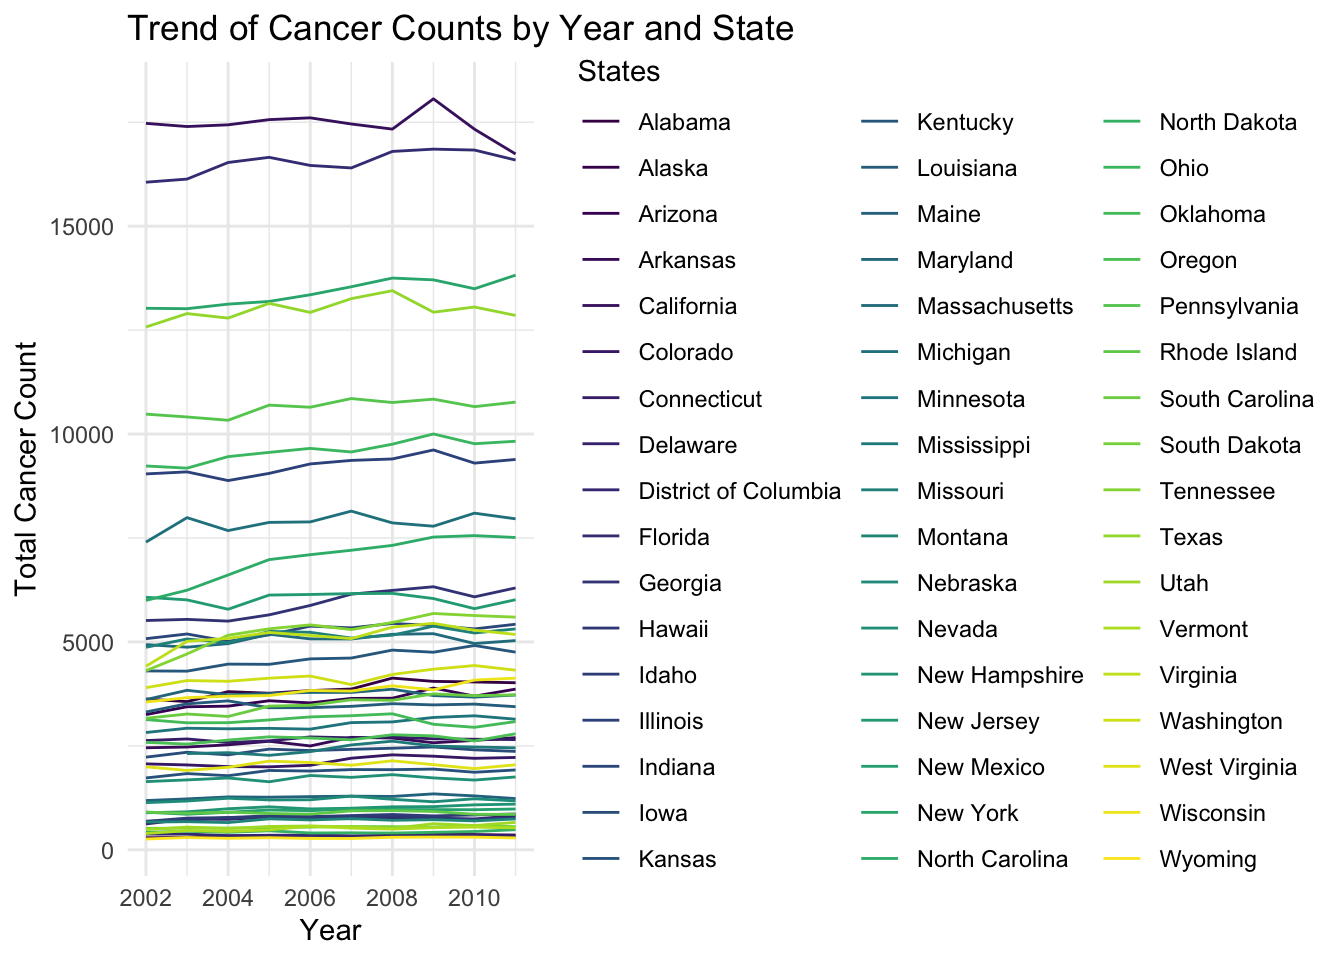 Trend of Cancer Counts by Year and State
Total Cancer Count
15000
10000
5000
0
2002 2004 2006 2008 2010
Year
States
Alabama
Alaska
Arizona
Arkansas
California
Colorado
Connecticut
Delaware
District of Columbia
Florida
Georgia
Hawaii
Idaho
Illinois
Indiana
Iowa
Kansas
Kentucky
Louisiana
Maine
Maryland
Massachusetts
Michigan
Minnesota
Mississippi
Missouri
Montana
Nebraska
Nevada
New Hampshire
New Jersey
New Mexico
New York
North Carolina
North Dakota
Ohio
Oklahoma
Oregon
Pennsylvania
Rhode Island
South Carolina
South Dakota
Tennessee
Texas
Utah
Vermont
Virginia
Washington
West Virginia
Wisconsin
Wyoming